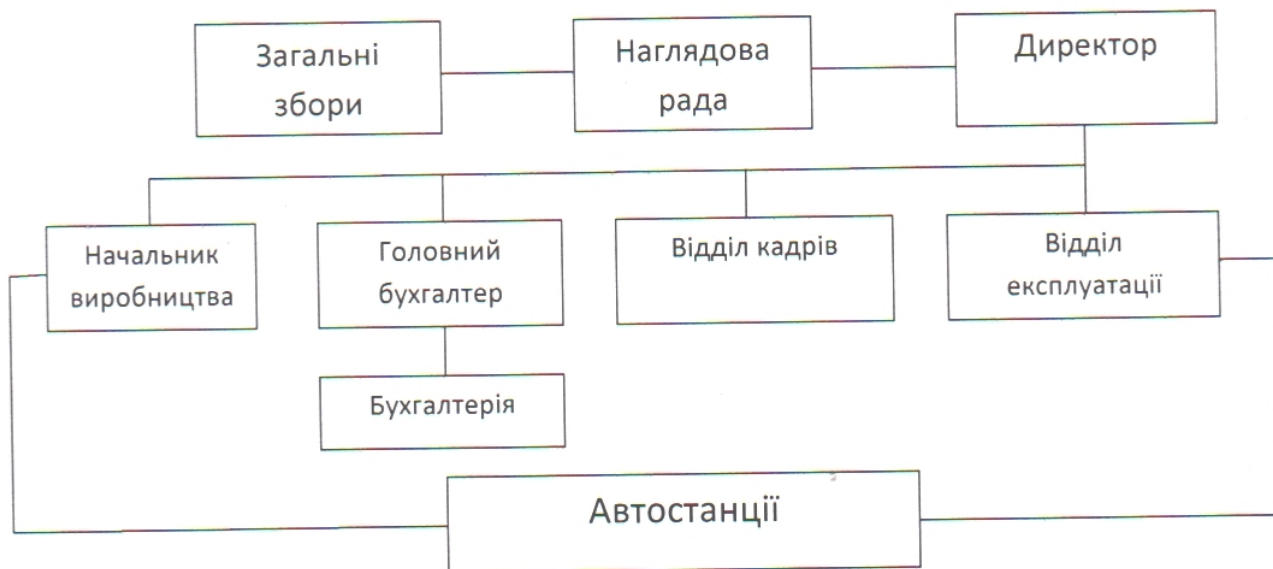 Загальні
збори
Наглядова
рада
Директор
Начальник
виробництва
Головний
бухгалтер
Відділ кадрів
Відділ
експлуатації
Бухгалтерія
Автостанції